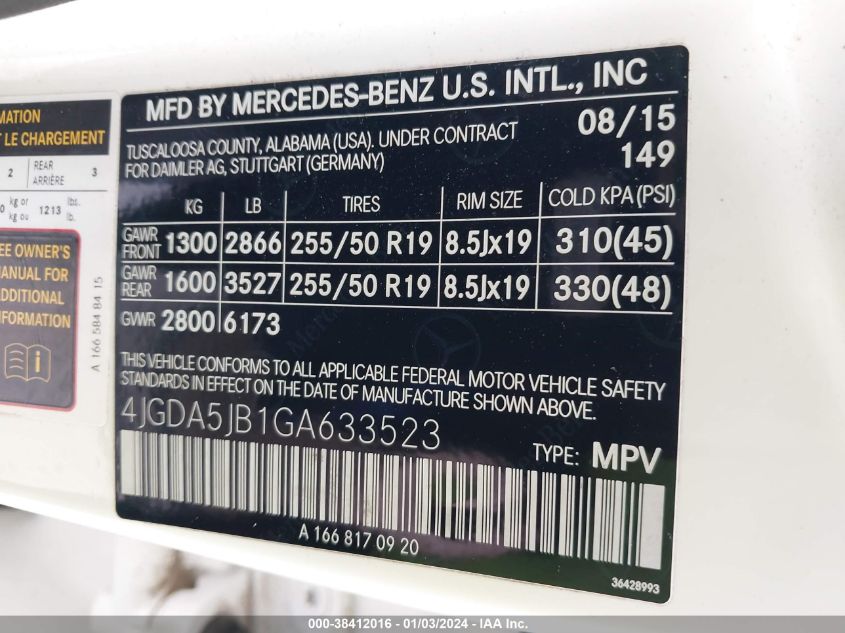 MATION
T LE CHARGEMENT
2 REAR ARRIÈRE 3
0 kg or kg ou 1213 lbs. lb.
EE OWNER'S
MANUAL FOR
ADDITIONAL
INFORMATION
A 166 584 84 15
MFD BY MERCEDES-BENZ U.S. INTL., INC
TUSCALOOSA COUNTY, ALABAMA (USA). UNDER CONTRACT
FOR DAIMLER AG, STUTTGART (GERMANY)
08/15
149
KG LB TIRES RIM SIZE COLD KPA (PSI)
GAWR FRONT 1300 2866 255/50 R19 8.5Jx19 310(45)
GAWR REAR 1600 3527 255/50 R19 8.5Jx19 330(48)
GVWR 2800 6173
THIS VEHICLE CONFORMS TO ALL APPLICABLE FEDERAL MOTOR VEHICLE SAFETY
STANDARDS IN EFFECT ON THE DATE OF MANUFACTURE SHOWN ABOVE.
4JGDA5JB1GA633523
TYPE: MPV
A 166 817 09 20
36428993
000-38412016 - 01/03/2024 - IAA Inc.